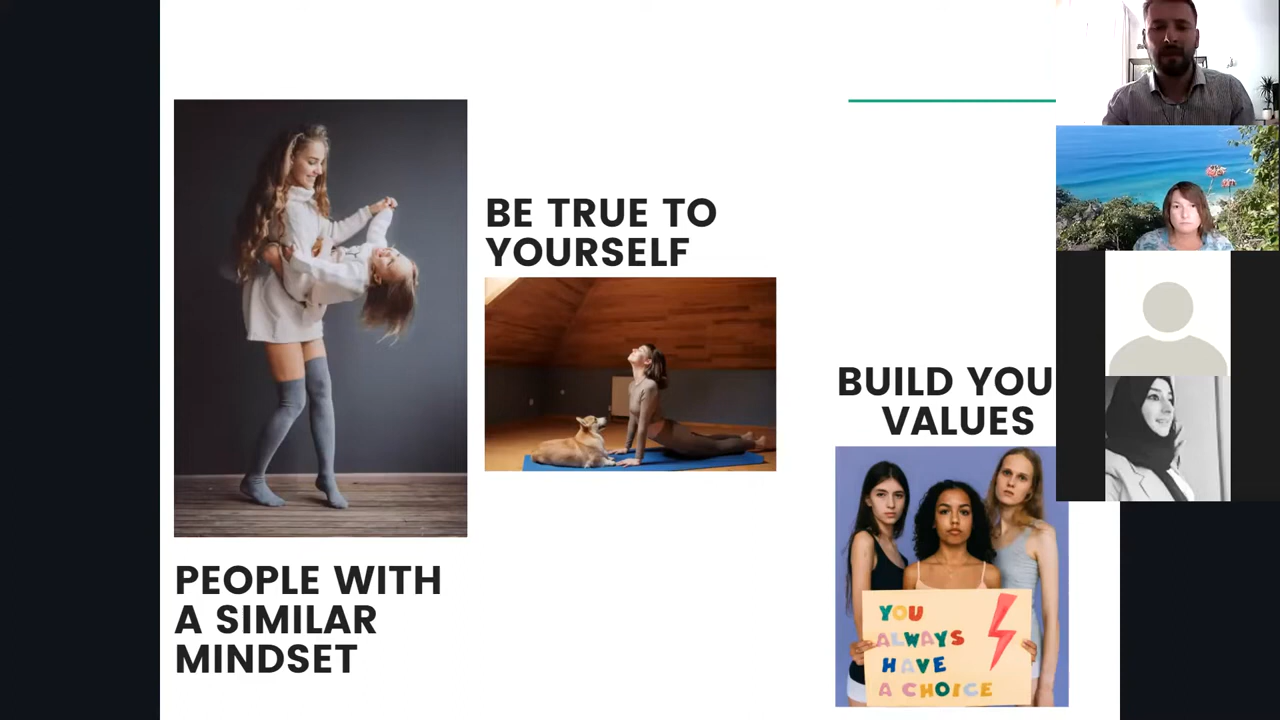 BE TRUE TO
YOURSELF
BUILD YOU
VALUES
YOU
ALWAYS
HAVE
A CHOICE
PEOPLE WITH
A SIMILAR
MINDSET